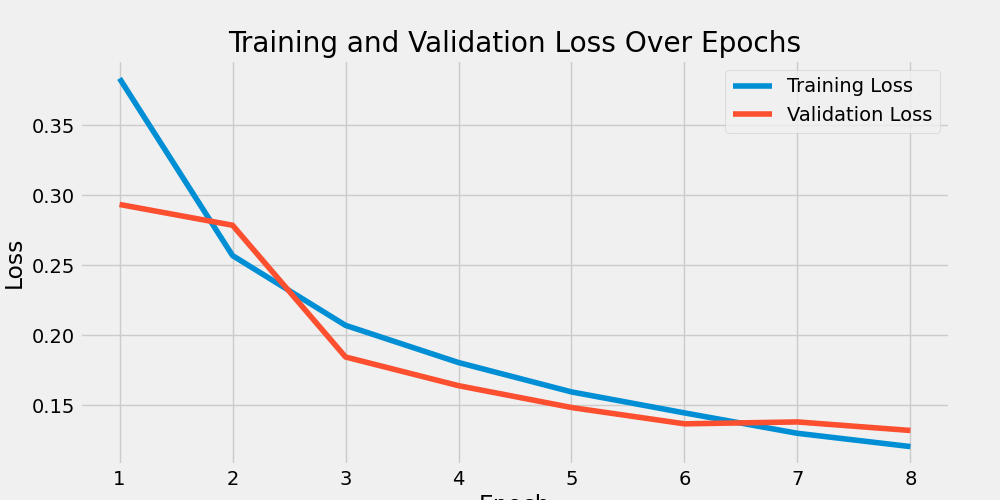 Training and Validation Loss Over Epochs
Training Loss
Validation Loss
0.35
0.30
0.25
0.20
0.15
Loss
1 2 3 4 5 6 7 8
Epoch